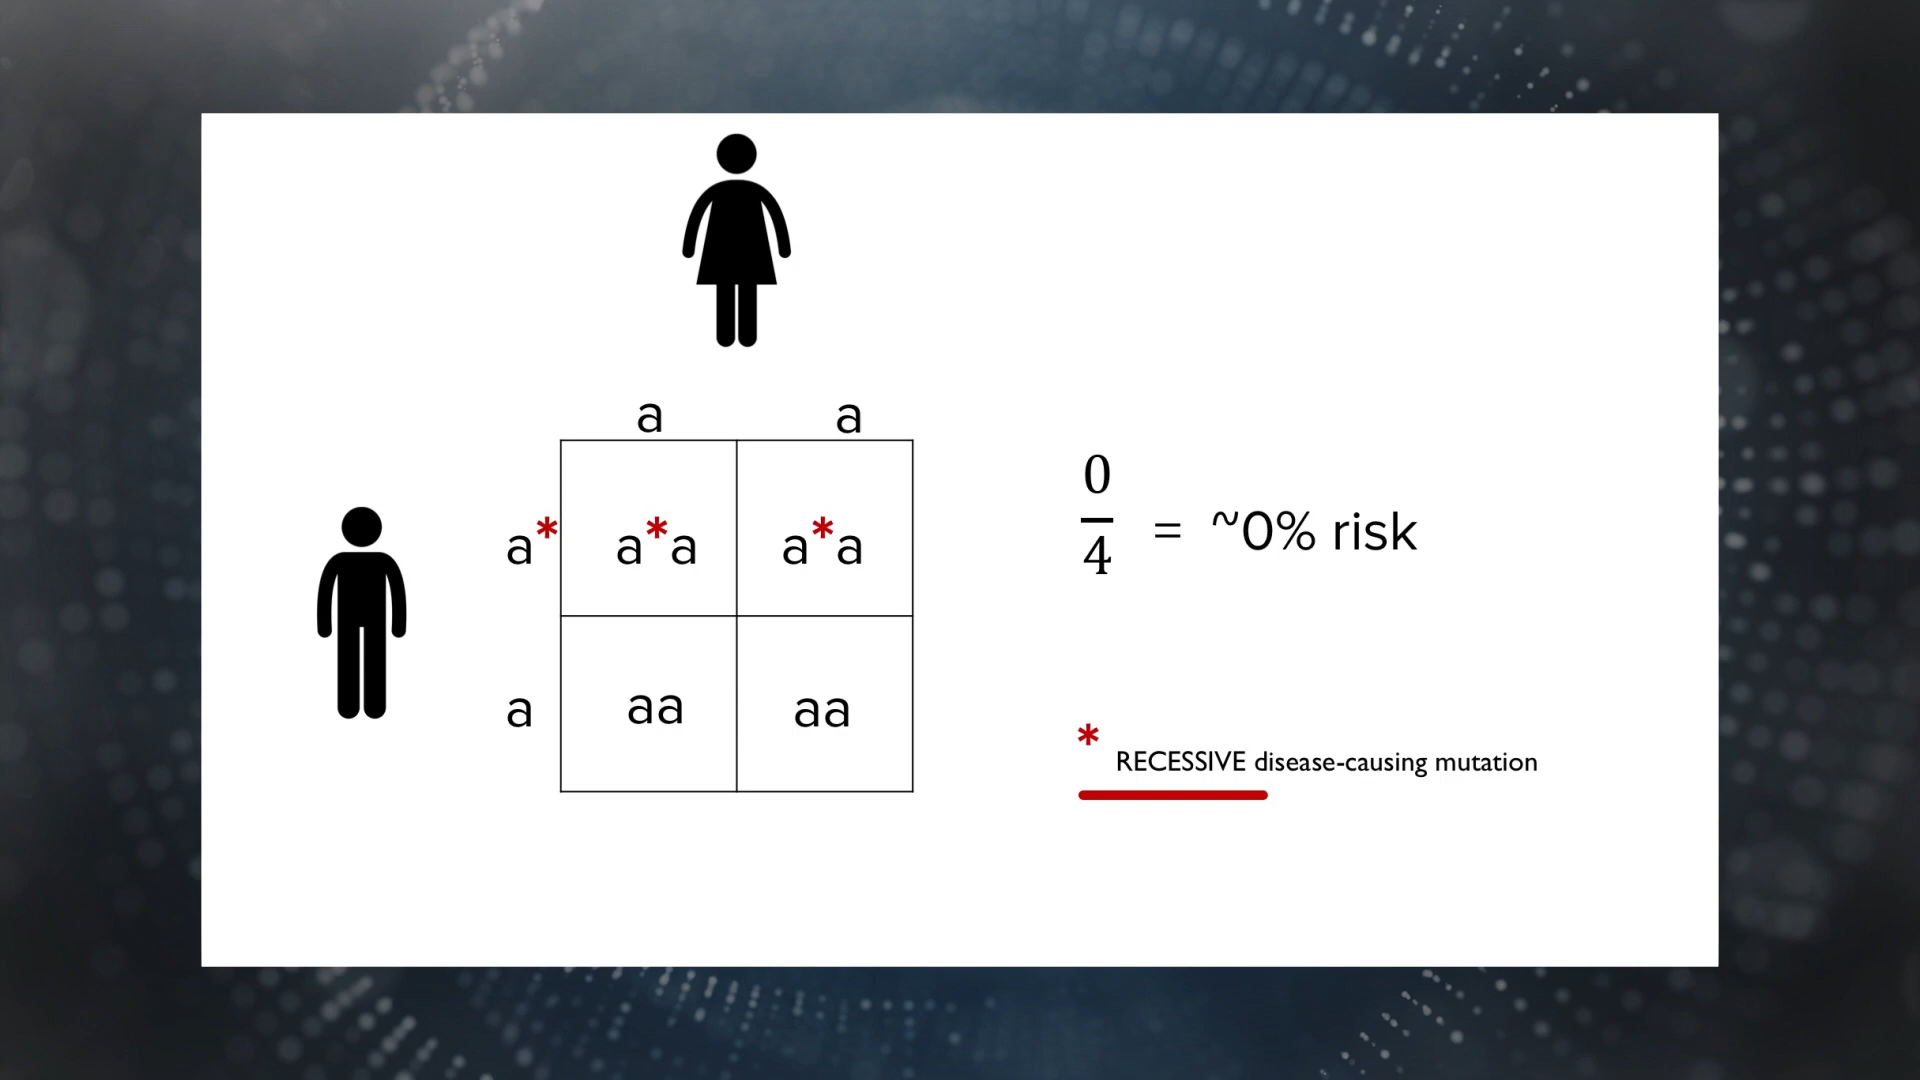 a a
a* a*a a*a
a aa aa
0
4
= ~0% risk
* RECESSIVE disease-causing mutation